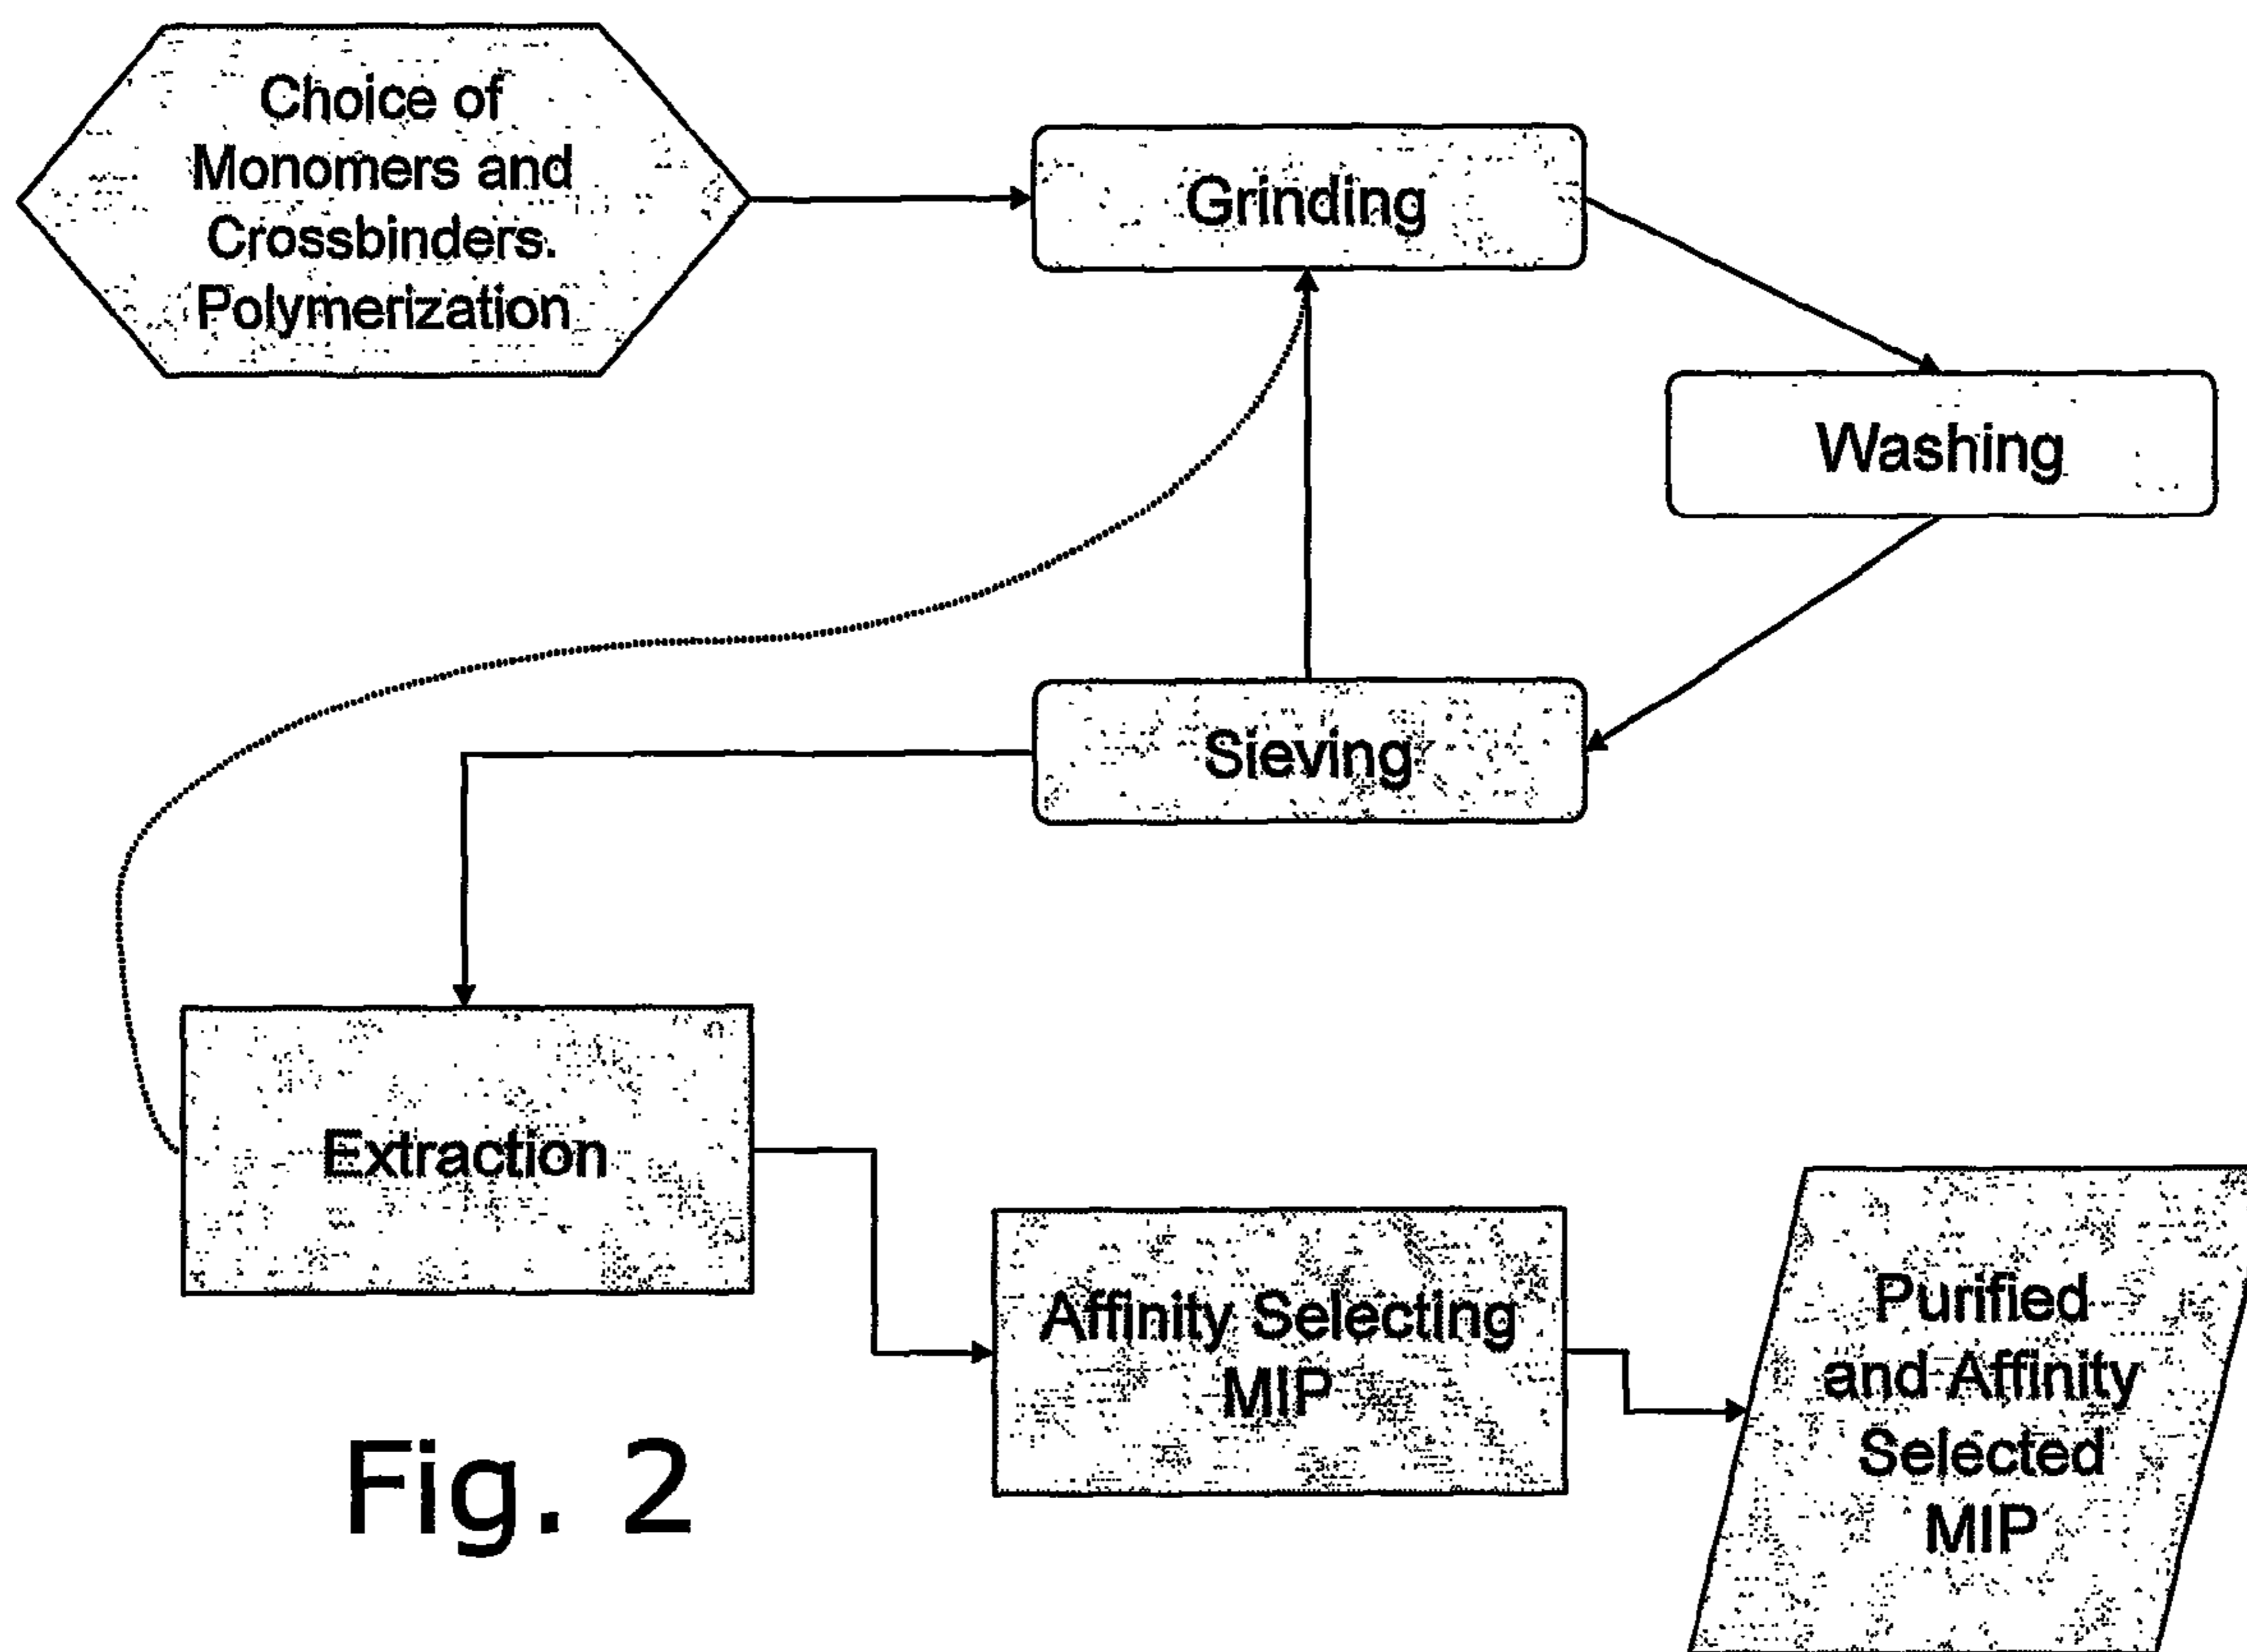 Choice of
Monomers and
Crossbinders.
Polymerization
Grinding
Washing
Sieving
Extraction
Affinity Selecting
MIP
Purified
and Affinity
Selected
MIP
Fig. 2